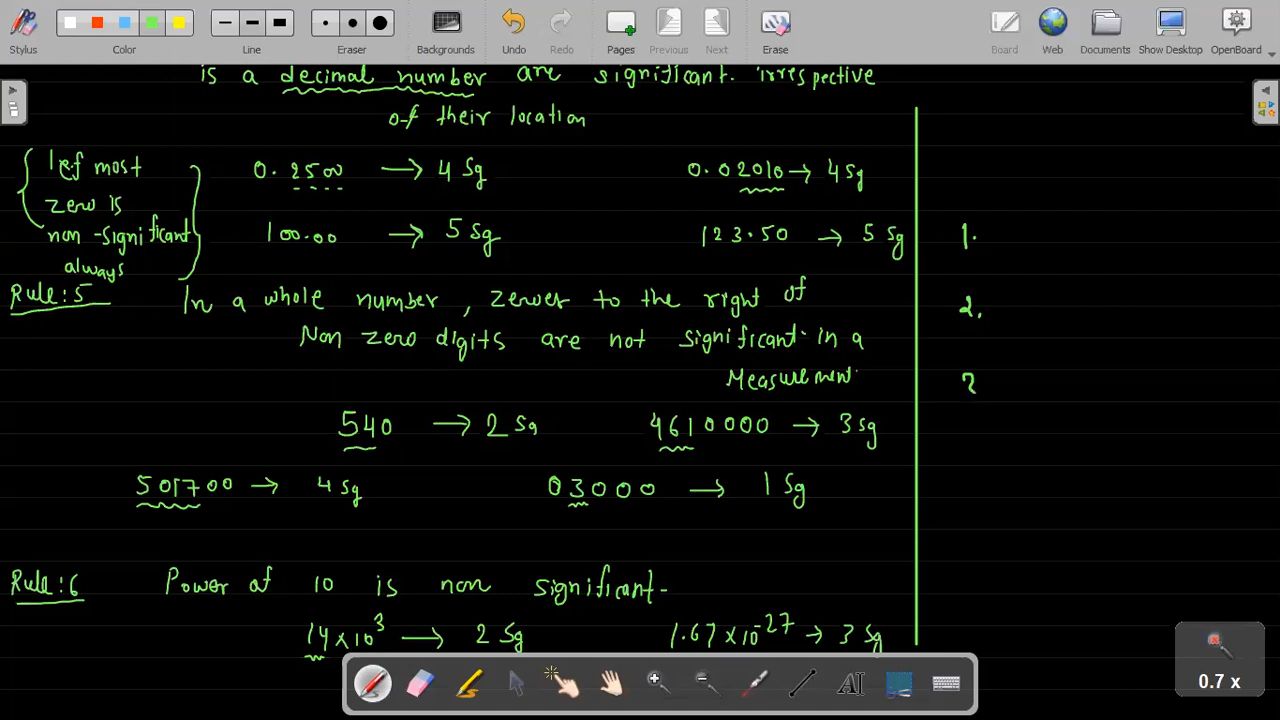 Stylus Color Line Eraser Backgrounds Undo Redo Pages Previous Next Erase Board Web Documents Show Desktop OpenBoard
is a decimal number are significant. irrespective
of their location
lef most
zero is
non-significant
always
0.2500 → 4 Sg 0.02010 → 4 Sg
100.00 → 5 Sg 123.50 → 5 Sg
Rule:5 In a whole number, zeroes to the right of
Non zero digits are not significant. in a
Measurement.
540 → 2 Sg 4610000 → 3 Sg
501700 → 4 Sg 03000 → 1 Sg
Rule:6 Power of 10 is non significant.
14×10³ → 2 Sg 1.67×10⁻²⁷ → 3 Sg
1.
2.
AI
0.7 x